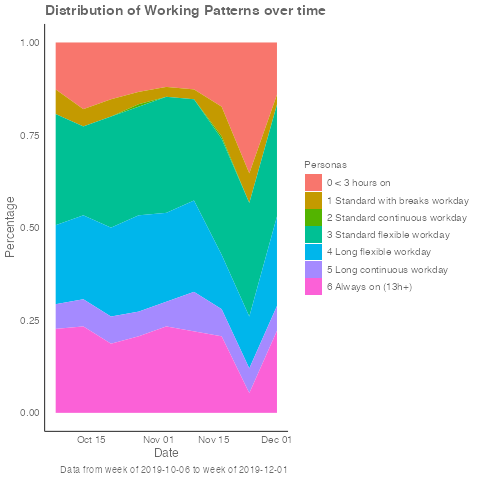 Distribution of Working Patterns over time
1.00
0.75
0.50
0.25
0.00
Percentage
Oct 15
Nov 01
Nov 15
Dec 01
Date
Personas
0 < 3 hours on
1 Standard with breaks workday
2 Standard continuous workday
3 Standard flexible workday
4 Long flexible workday
5 Long continuous workday
6 Always on (13h+)
Data from week of 2019-10-06 to week of 2019-12-01